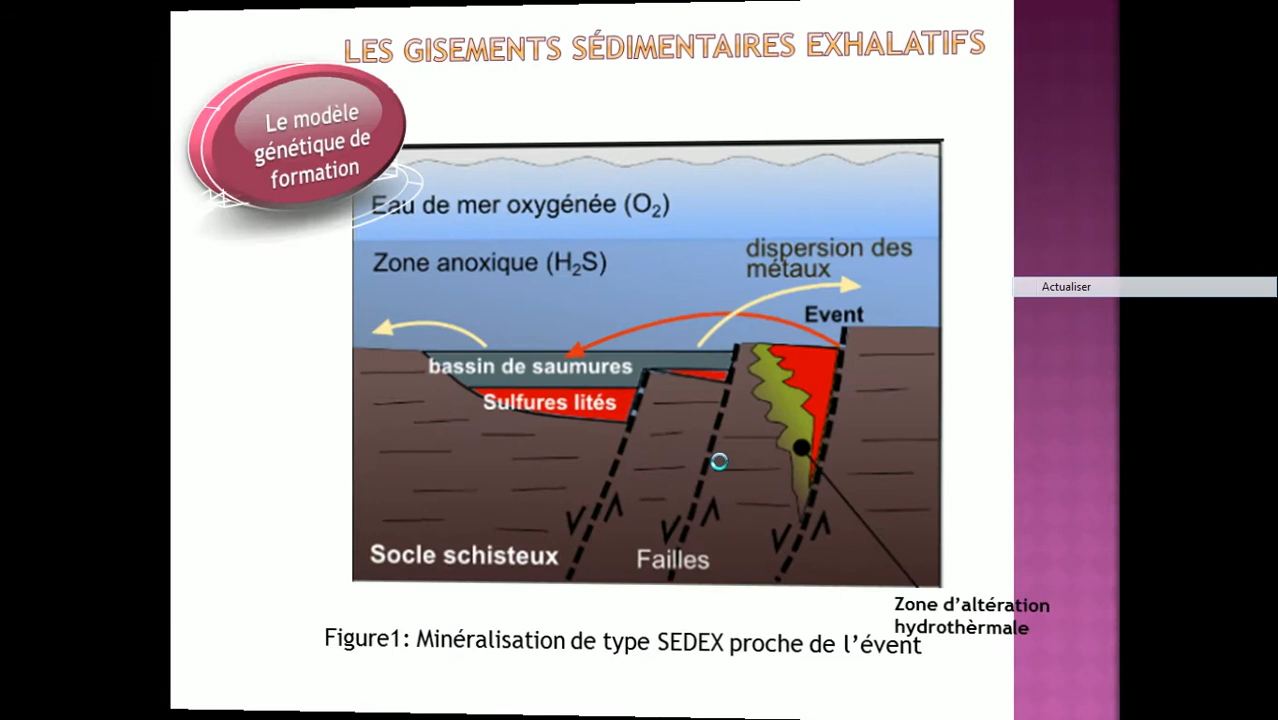 LES GISEMENTS SÉDIMENTAIRES EXHALATIFS
Le modèle
génétique de
formation
Eau de mer oxygénée (O₂)
Zone anoxique (H₂S)
dispersion des
métaux
Actualiser
Event
bassin de saumures
Sulfures lités
Socle schisteux
Failles
Zone d'altération
hydrothèrmale
Figure1: Minéralisation de type SEDEX proche de l'évent